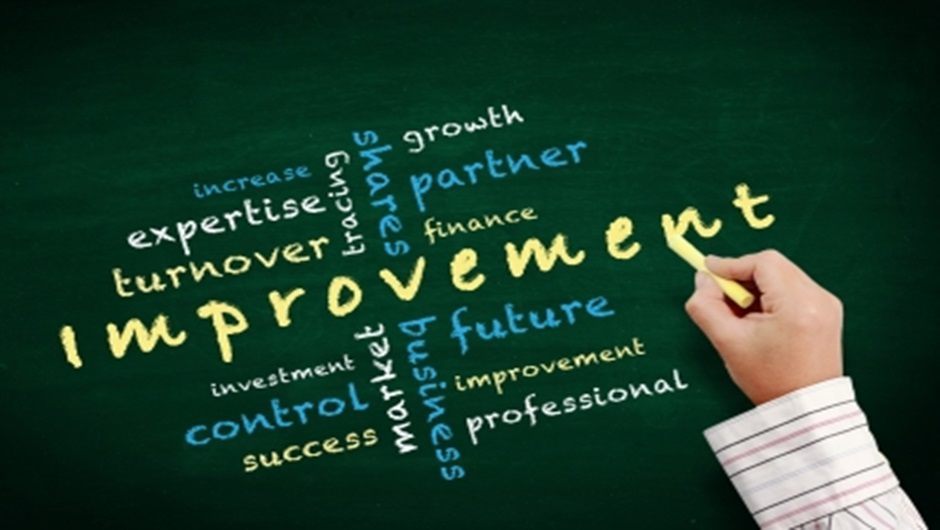 growth
shares
increase
tracing
partner
expertise
finance
turnover
Improvement
future
market
business
investment
improvement
control
professional
success